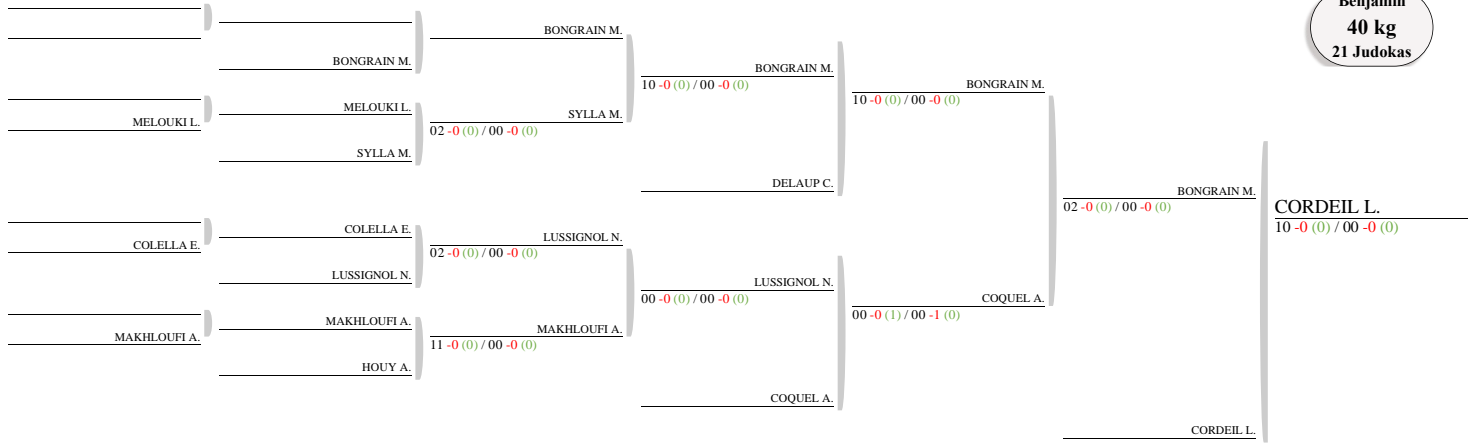 Benjamin
40 kg
21 Judokas
MELOUKI L.
COLELLA E.
MAKHLOUFI A.
BONGRAIN M.
MELOUKI L.
SYLLA M.
COLELLA E.
LUSSIGNOL N.
MAKHLOUFI A.
HOUY A.
BONGRAIN M.
SYLLA M.
02 -0 (0) / 00 -0 (0)
LUSSIGNOL N.
02 -0 (0) / 00 -0 (0)
MAKHLOUFI A.
11 -0 (0) / 00 -0 (0)
BONGRAIN M.
10 -0 (0) / 00 -0 (0)
DELAUP C.
LUSSIGNOL N.
00 -0 (0) / 00 -0 (0)
COQUEL A.
BONGRAIN M.
10 -0 (0) / 00 -0 (0)
COQUEL A.
00 -0 (1) / 00 -1 (0)
BONGRAIN M.
02 -0 (0) / 00 -0 (0)
CORDEIL L.
CORDEIL L.
10 -0 (0) / 00 -0 (0)